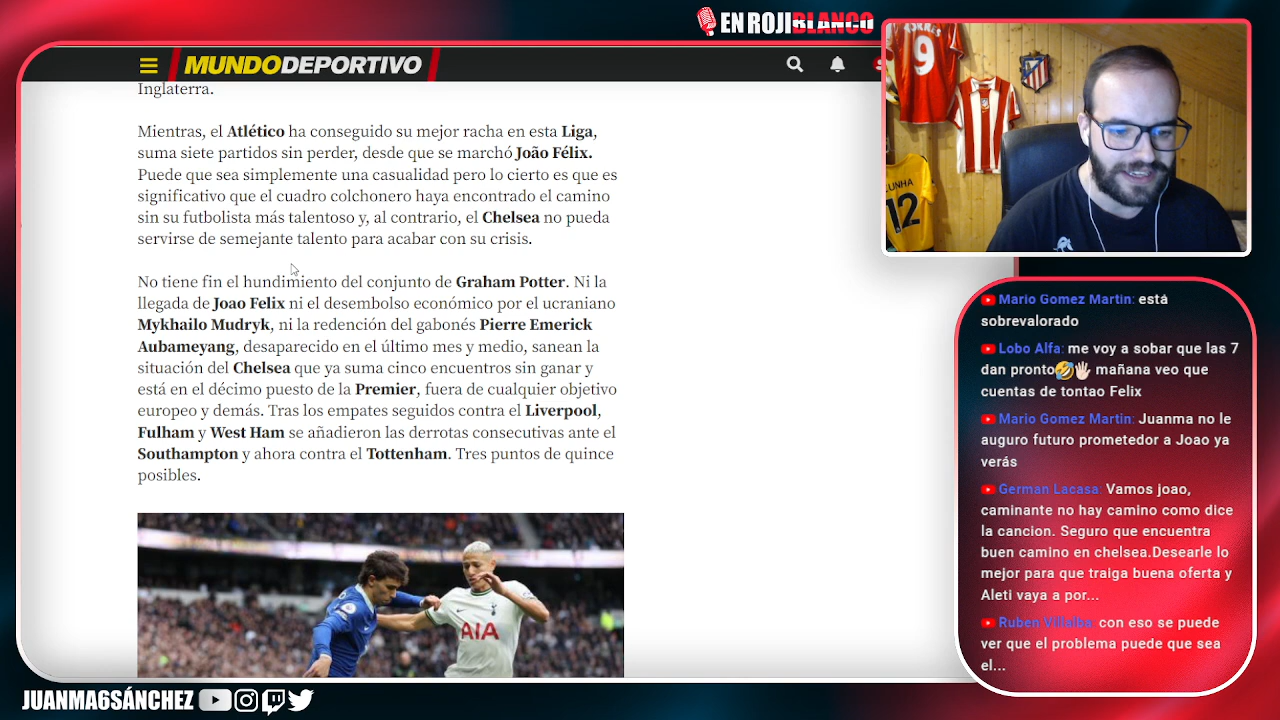 EN ROJIBLANCO
MUNDODEPORTIVO
Inglaterra.
Mientras, el Atlético ha conseguido su mejor racha en esta Liga,
suma siete partidos sin perder, desde que se marchó João Félix.
Puede que sea simplemente una casualidad pero lo cierto es que es
significativo que el cuadro colchonero haya encontrado el camino
sin su futbolista más talentoso y, al contrario, el Chelsea no pueda
servirse de semejante talento para acabar con su crisis.
No tiene fin el hundimiento del conjunto de Graham Potter. Ni la
llegada de Joao Felix ni el desembolso económico por el ucraniano
Mykhailo Mudryk, ni la redención del gabonés Pierre Emerick
Aubameyang, desaparecido en el último mes y medio, sanean la
situación del Chelsea que ya suma cinco encuentros sin ganar y
está en el décimo puesto de la Premier, fuera de cualquier objetivo
europeo y demás. Tras los empates seguidos contra el Liverpool,
Fulham y West Ham se añadieron las derrotas consecutivas ante el
Southampton y ahora contra el Tottenham. Tres puntos de quince
posibles.
AIA
9
CUNHA
12
Mario Gomez Martin: está
sobrevalorado
Lobo Alfa: me voy a sobar que las 7
dan pronto🤣🖐🏻 mañana veo que
cuentas de tontao Felix
Mario Gomez Martin: Juanma no le
auguro futuro prometedor a Joao ya
verás
German Lacasa: Vamos joao,
caminante no hay camino como dice
la cancion. Seguro que encuentra
buen camino en chelsea.Desearle lo
mejor para que traiga buena oferta y
Aleti vaya a por...
Ruben Villalba: con eso se puede
ver que el problema puede que sea
el...
JUANMA6SÁNCHEZ